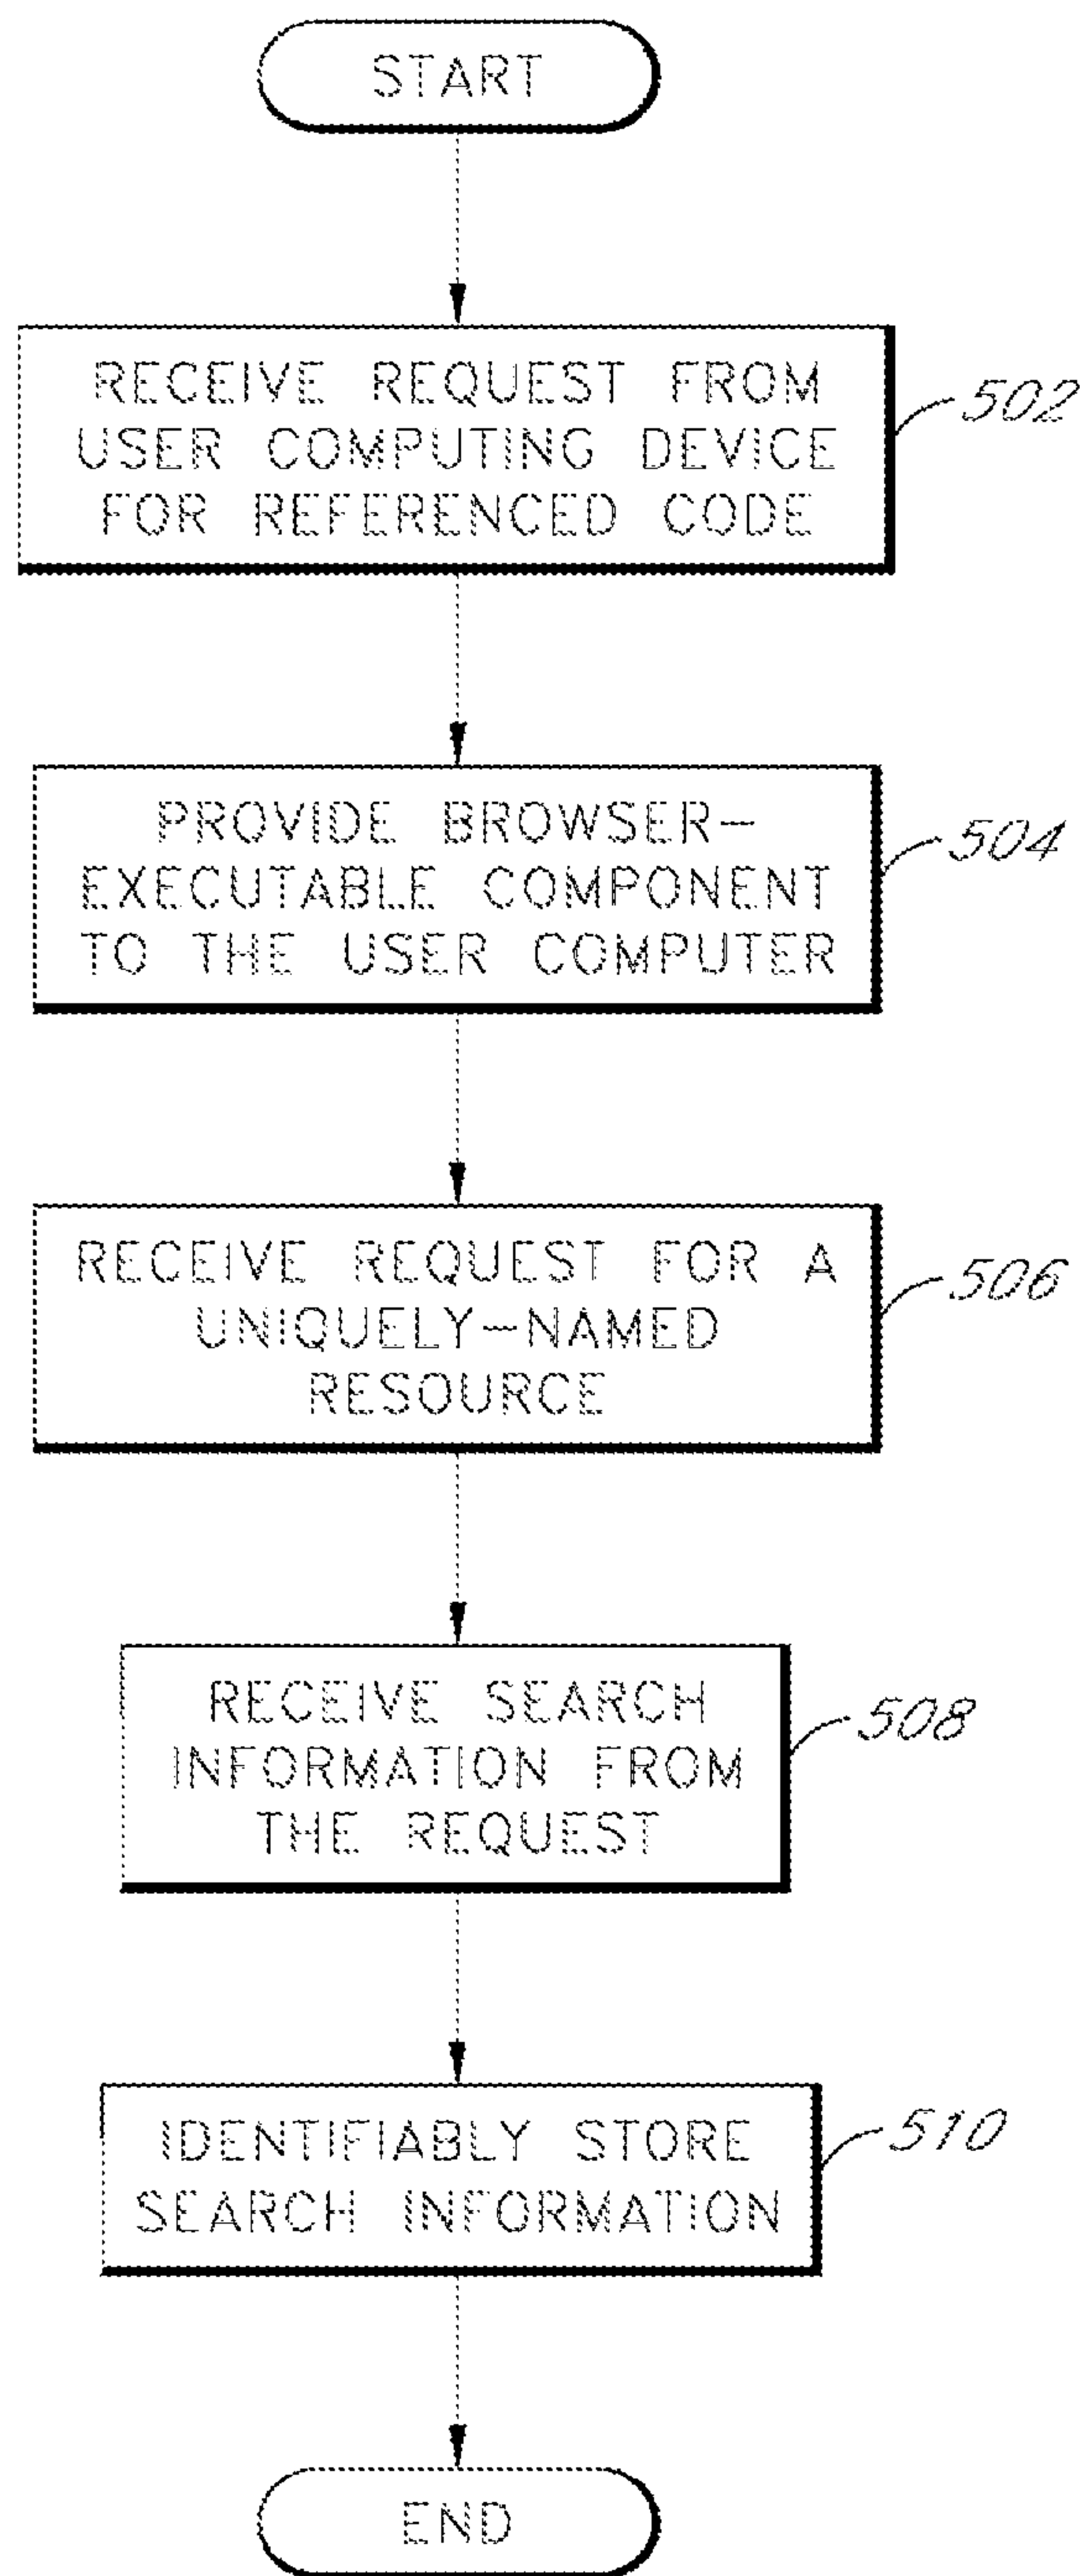 START
RECEIVE REQUEST FROM
USER COMPUTING DEVICE
FOR REFERENCED CODE
502
PROVIDE BROWSER-
EXECUTABLE COMPONENT
TO THE USER COMPUTER
504
RECEIVE REQUEST FOR A
UNIQUELY-NAMED
RESOURCE
506
RECEIVE SEARCH
INFORMATION FROM
THE REQUEST
508
IDENTIFIABLY STORE
SEARCH INFORMATION
510
END